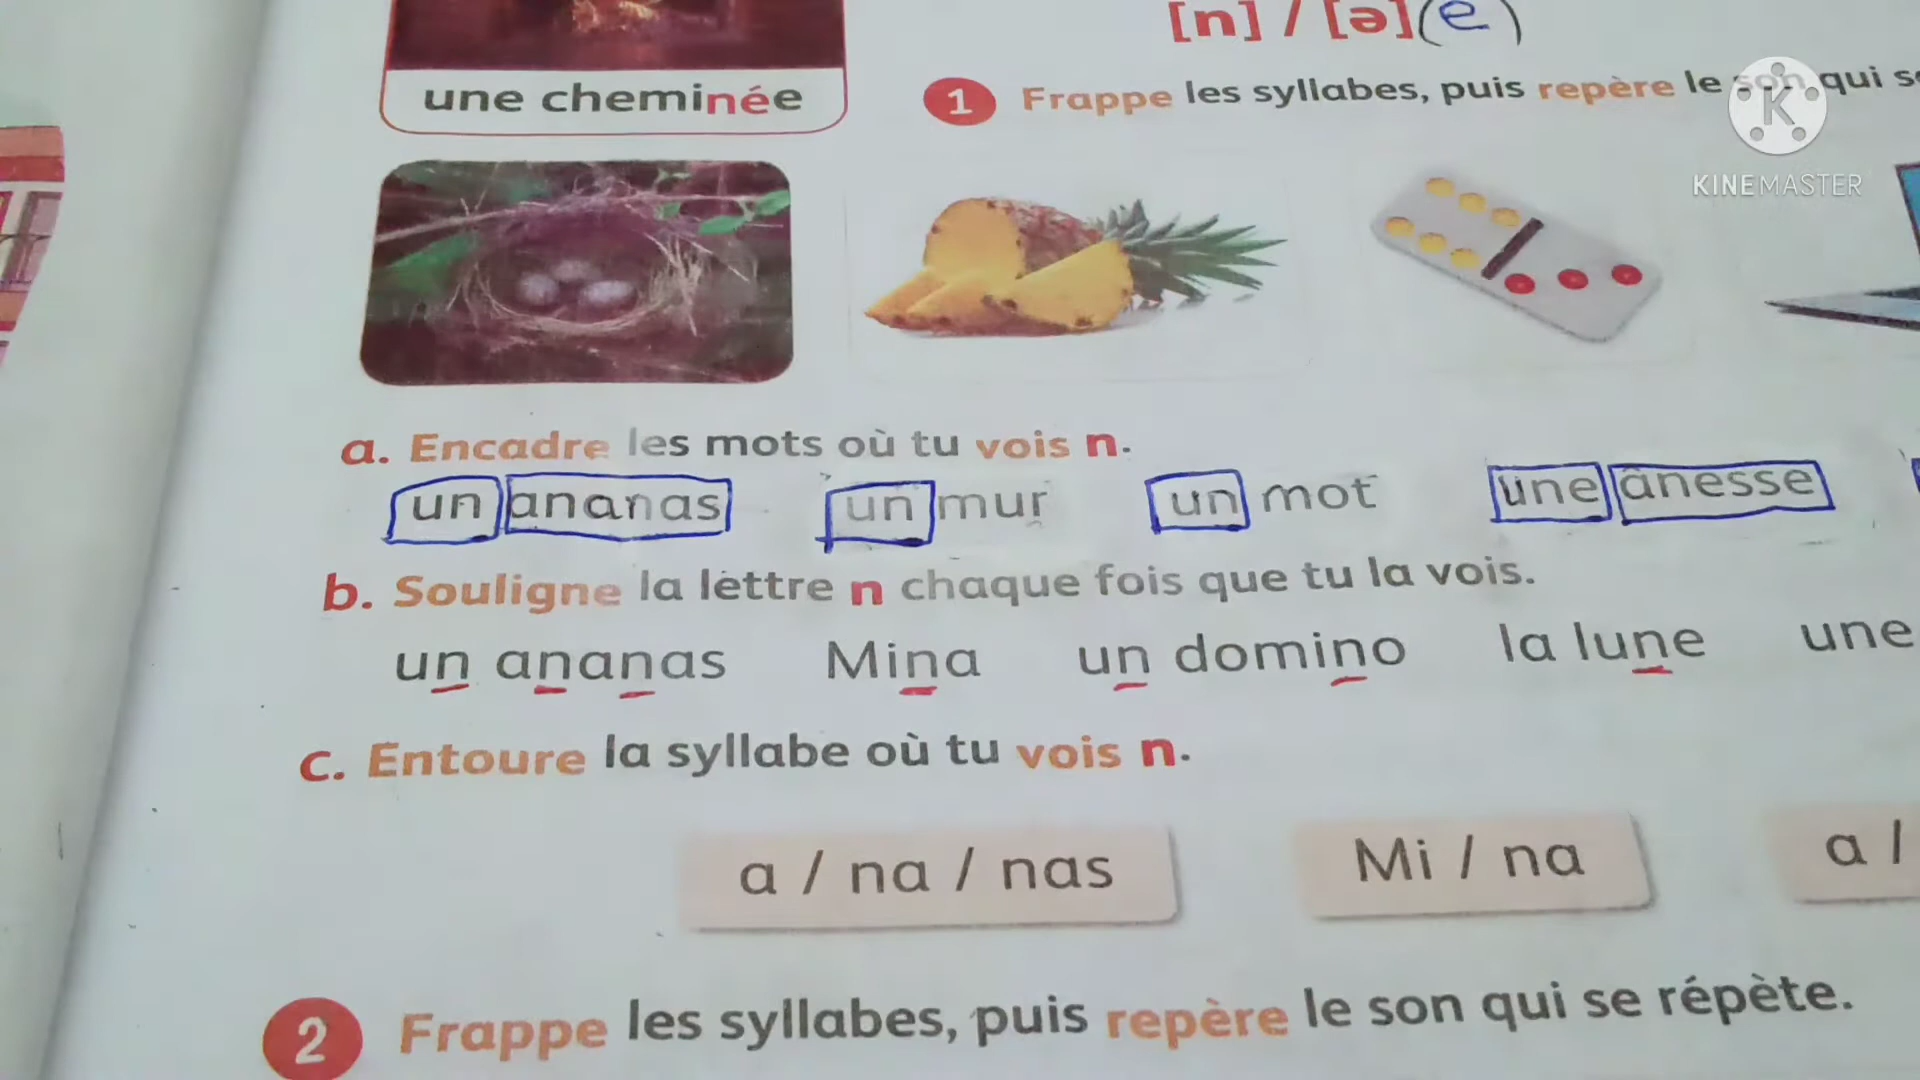 [n] / [ə] (e)
une cheminée
1 Frappe les syllabes, puis repère le son qui
KINEMASTER
a. Encadre les mots où tu vois n.
un ananas un mur un mot une ânesse
b. Souligne la lettre n chaque fois que tu la vois.
un ananas Mina un domino la lune une
c. Entoure la syllabe où tu vois n.
a / na / nas Mi / na a /
2 Frappe les syllabes, puis repère le son qui se répète.